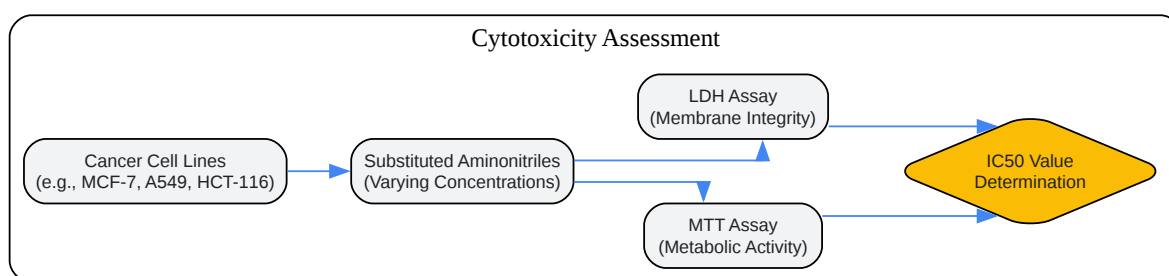 Cytotoxicity Assessment
Cancer Cell Lines
(e.g., MCF-7, A549, HCT-116)
Substituted Aminonitriles
(Varying Concentrations)
LDH Assay
(Membrane Integrity)
MTT Assay
(Metabolic Activity)
IC50 Value
Determination